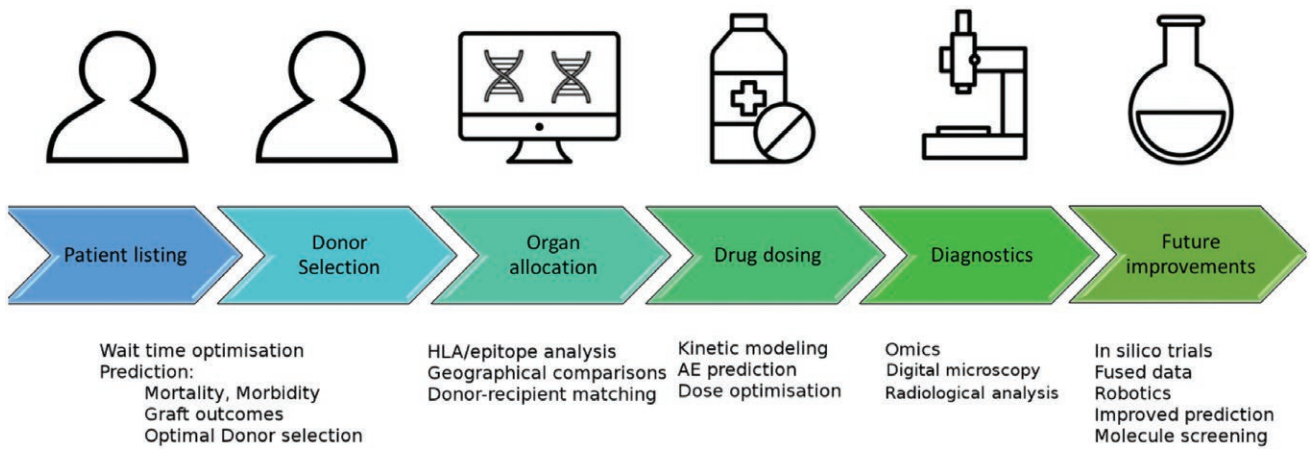 Patient listing
Donor
Selection
Organ
allocation
Drug dosing
Diagnostics
Future
improvements
Wait time optimisation
Prediction:
Mortality, Morbidity
Graft outcomes
Optimal Donor selection
HLA/epitope analysis
Geographical comparisons
Donor-recipient matching
Kinetic modeling
AE prediction
Dose optimisation
Omics
Digital microscopy
Radiological analysis
In silico trials
Fused data
Robotics
Improved prediction
Molecule screening